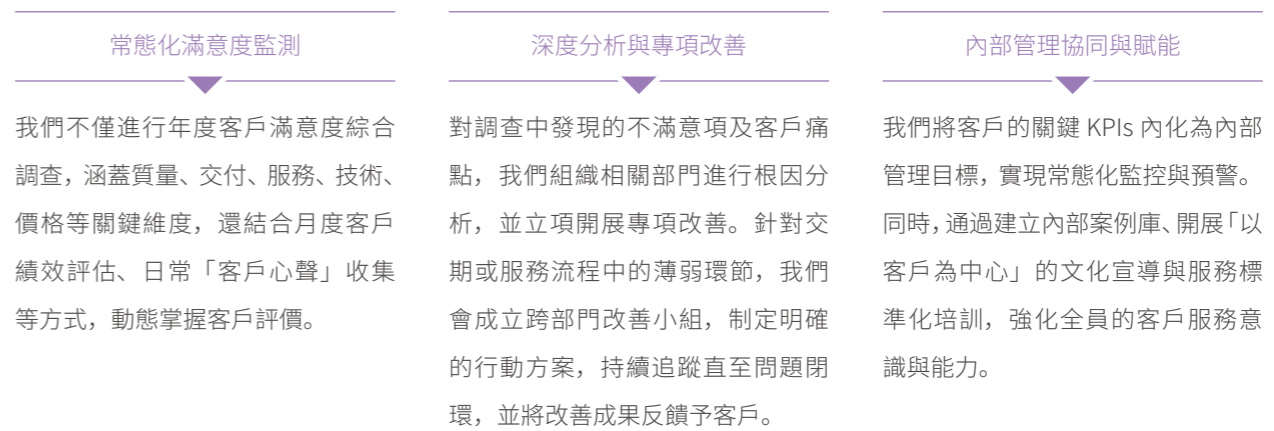 常態化滿意度監測
我們不僅進行年度客戶滿意度綜合
調查，涵蓋質量、交付、服務、技術、
價格等關鍵維度，還結合月度客戶
績效評估、日常「客戶心聲」收集
等方式，動態掌握客戶評價。
深度分析與專項改善
對調查中發現的不滿意項及客戶痛
點，我們組織相關部門進行根因分
析，並立項開展專項改善。針對交
期或服務流程中的薄弱環節，我們
會成立跨部門改善小組，制定明確
的行動方案，持續追蹤直至問題閉
環，並將改善成果反饋予客戶。
內部管理協同與賦能
我們將客戶的關鍵 KPIs 內化為內部
管理目標，實現常態化監控與預警。
同時，通過建立內部案例庫、開展「以
客戶為中心」的文化宣導與服務標
準化培訓，強化全員的客戶服務意
識與能力。